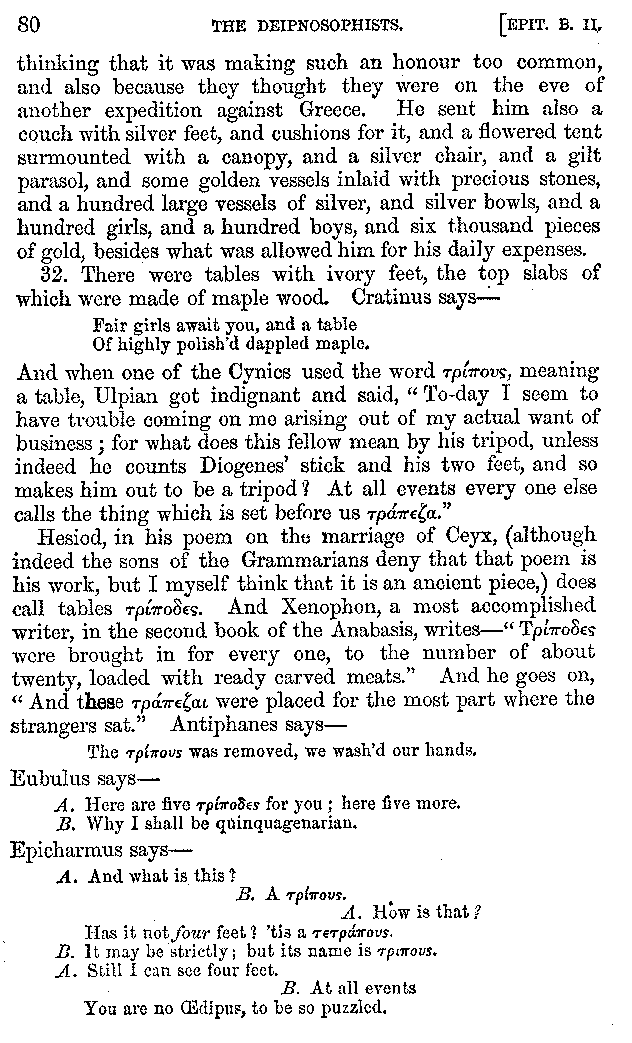 80 THE DEIPNOSOPHISTS. [EPIT. B. II.
thinking that it was making such an honour too common,
and also because they thought they were on the eve of
another expedition against Greece. He sent him also a
couch with silver feet, and cushions for it, and a flowered tent
surmounted with a canopy, and a silver chair, and a gilt
parasol, and some golden vessels inlaid with precious stones,
and a hundred large vessels of silver, and silver bowls, and a
hundred girls, and a hundred boys, and six thousand pieces
of gold, besides what was allowed him for his daily expenses.
32. There were tables with ivory feet, the top slabs of
which were made of maple wood. Cratinus says—
Fair girls await you, and a table
Of highly polish'd dappled maple.
And when one of the Cynics used the word τρίπους, meaning
a table, Ulpian got indignant and said, "To-day I seem to
have trouble coming on me arising out of my actual want of
business; for what does this fellow mean by his tripod, unless
indeed he counts Diogenes' stick and his two feet, and so
makes him out to be a tripod? At all events every one else
calls the thing which is set before us τράπεζα."
Hesiod, in his poem on the marriage of Ceyx, (although
indeed the sons of the Grammarians deny that that poem is
his work, but I myself think that it is an ancient piece,) does
call tables τρίποδες. And Xenophon, a most accomplished
writer, in the second book of the Anabasis, writes—"Τρίποδες
were brought in for every one, to the number of about
twenty, loaded with ready carved meats." And he goes on,
"And these τράπεζαι were placed for the most part where the
strangers sat." Antiphanes says—
The τρίπους was removed, we wash'd our hands.
Eubulus says—
A. Here are five τρίποδες for you; here five more.
B. Why I shall be quinquagenarian.
Epicharmus says—
A. And what is this?
B. A τρίπους.
A. How is that?
Has it not four feet? 'tis a τετράπους.
B. It may be strictly; but its name is τριπους.
A. Still I can see four feet.
B. At all events
You are no Œdipus, to be so puzzled.